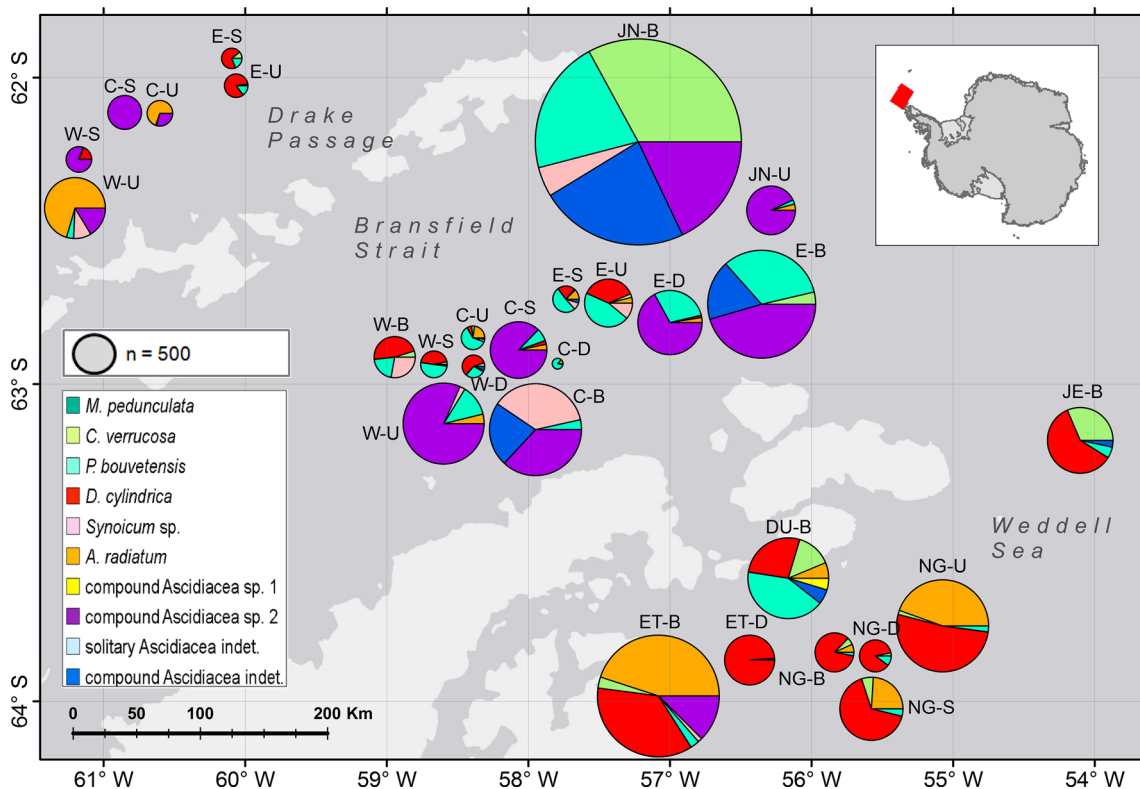 JN-B
E-S
E-U
62° S
C-S
C-U
Drake
Passage
W-S
W-U
JN-U
Bransfield
Strait
E-B
E-S
E-U
E-D
C-U
C-S
W-B
W-S
C-D
n = 500
63° S
W-D
C-B
JE-B
W-U
M. pedunculata
C. verrucosa
P. bouvetensis
D. cylindrica
Synoicum sp.
A. radiatum
compound Ascidiacea sp. 1
compound Ascidiacea sp. 2
solitary Ascidiacea indet.
compound Ascidiacea indet.
Weddell
Sea
DU-B
NG-U
ET-B
ET-D
NG-D
NG-B
NG-S
64° S
0 50 100 200 Km
61° W 60° W 59° W 58° W 57° W 56° W 55° W 54° W